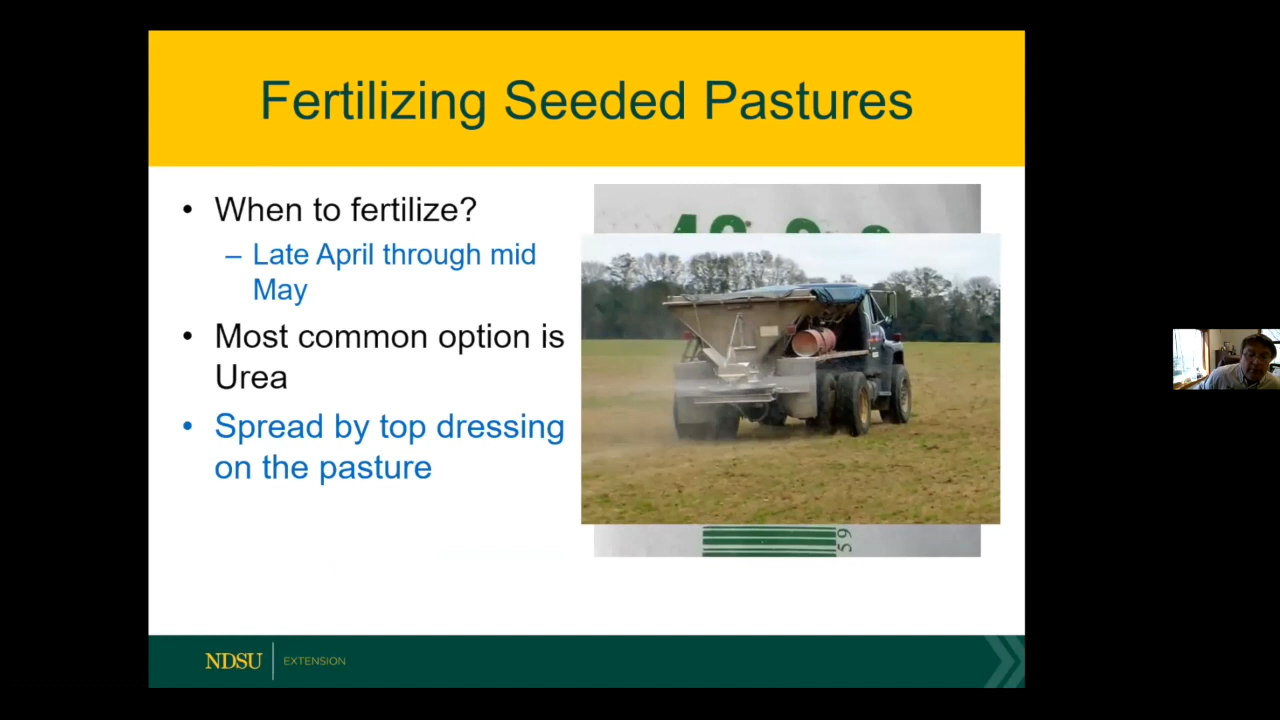 Fertilizing Seeded Pastures
• When to fertilize?
– Late April through mid
May
• Most common option is
Urea
• Spread by top dressing
on the pasture
59
NDSU EXTENSION